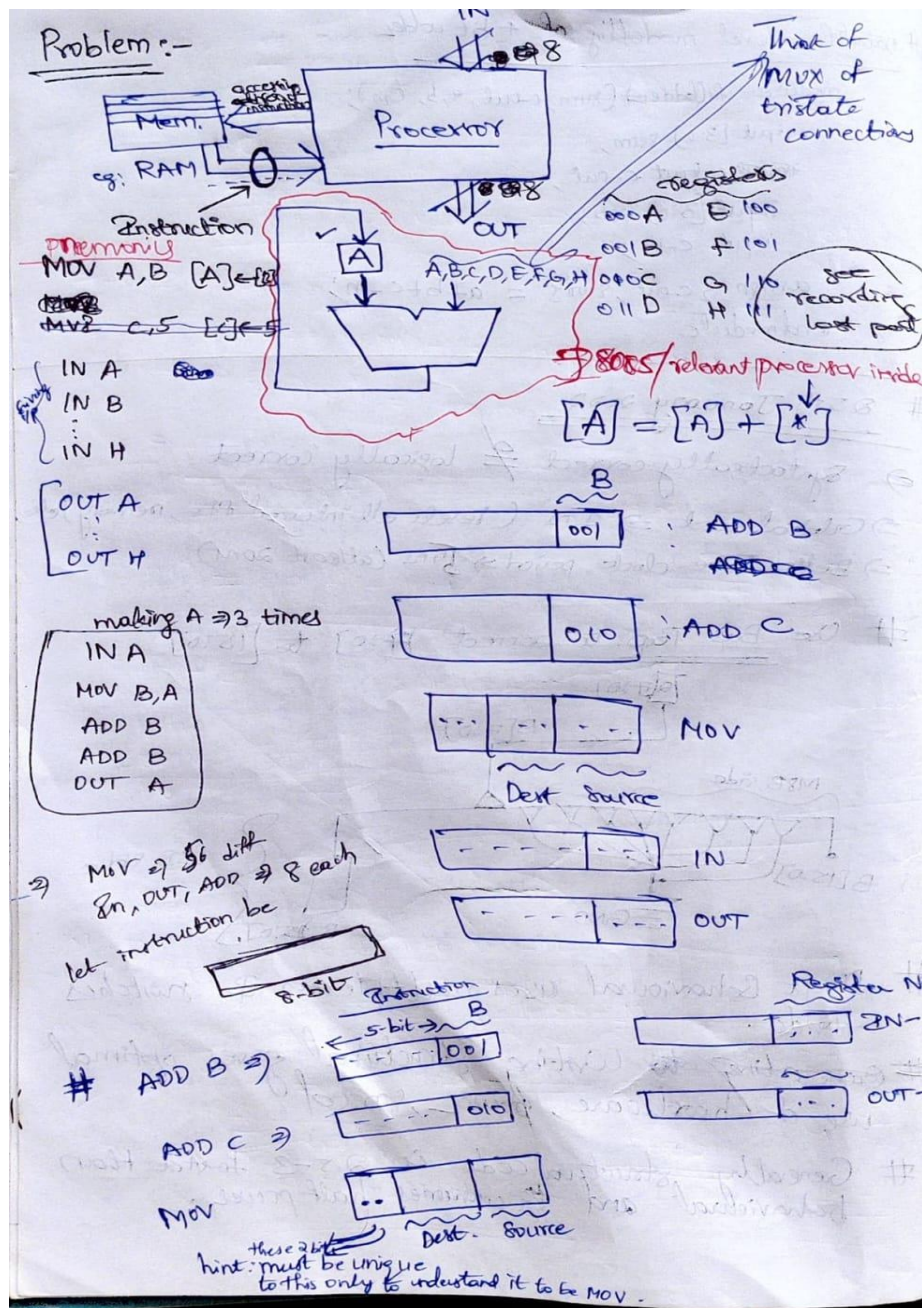 Problem :-
IN
8
Think of
mux of
tristate
connections
Mem.
Processor
eg: RAM
8
OUT
Instruction
registers
000 A E 100
001 B F 101
010 C G 110
011 D H 111
see
recording
last part
MOV A,B [A]←[B]
MVI C,5 [C]←5
A
A,B,C,D,E,F,G,H
⇒ 8085/relevant processor inside
[A] = [A] + [*]
IN A
IN B
⋮
IN H
OUT A
⋮
OUT H
B
001 : ADD B
010 : ADD C
MOV
Dest Source
IN
OUT
making A ⇒ 3 times
IN A
MOV B,A
ADD B
ADD B
OUT A
⇒ MOV ⇒ 56 diff
In, OUT, ADD ⇒ 8 each
let instruction be
8-bit
Instruction
5-bit → B
# ADD B ⇒ 001
ADD C ⇒ 010
MOV
Dest. Source
these 2 bits
hint: must be unique
to this only to understand it to be MOV.
Register N
IN-
OUT-